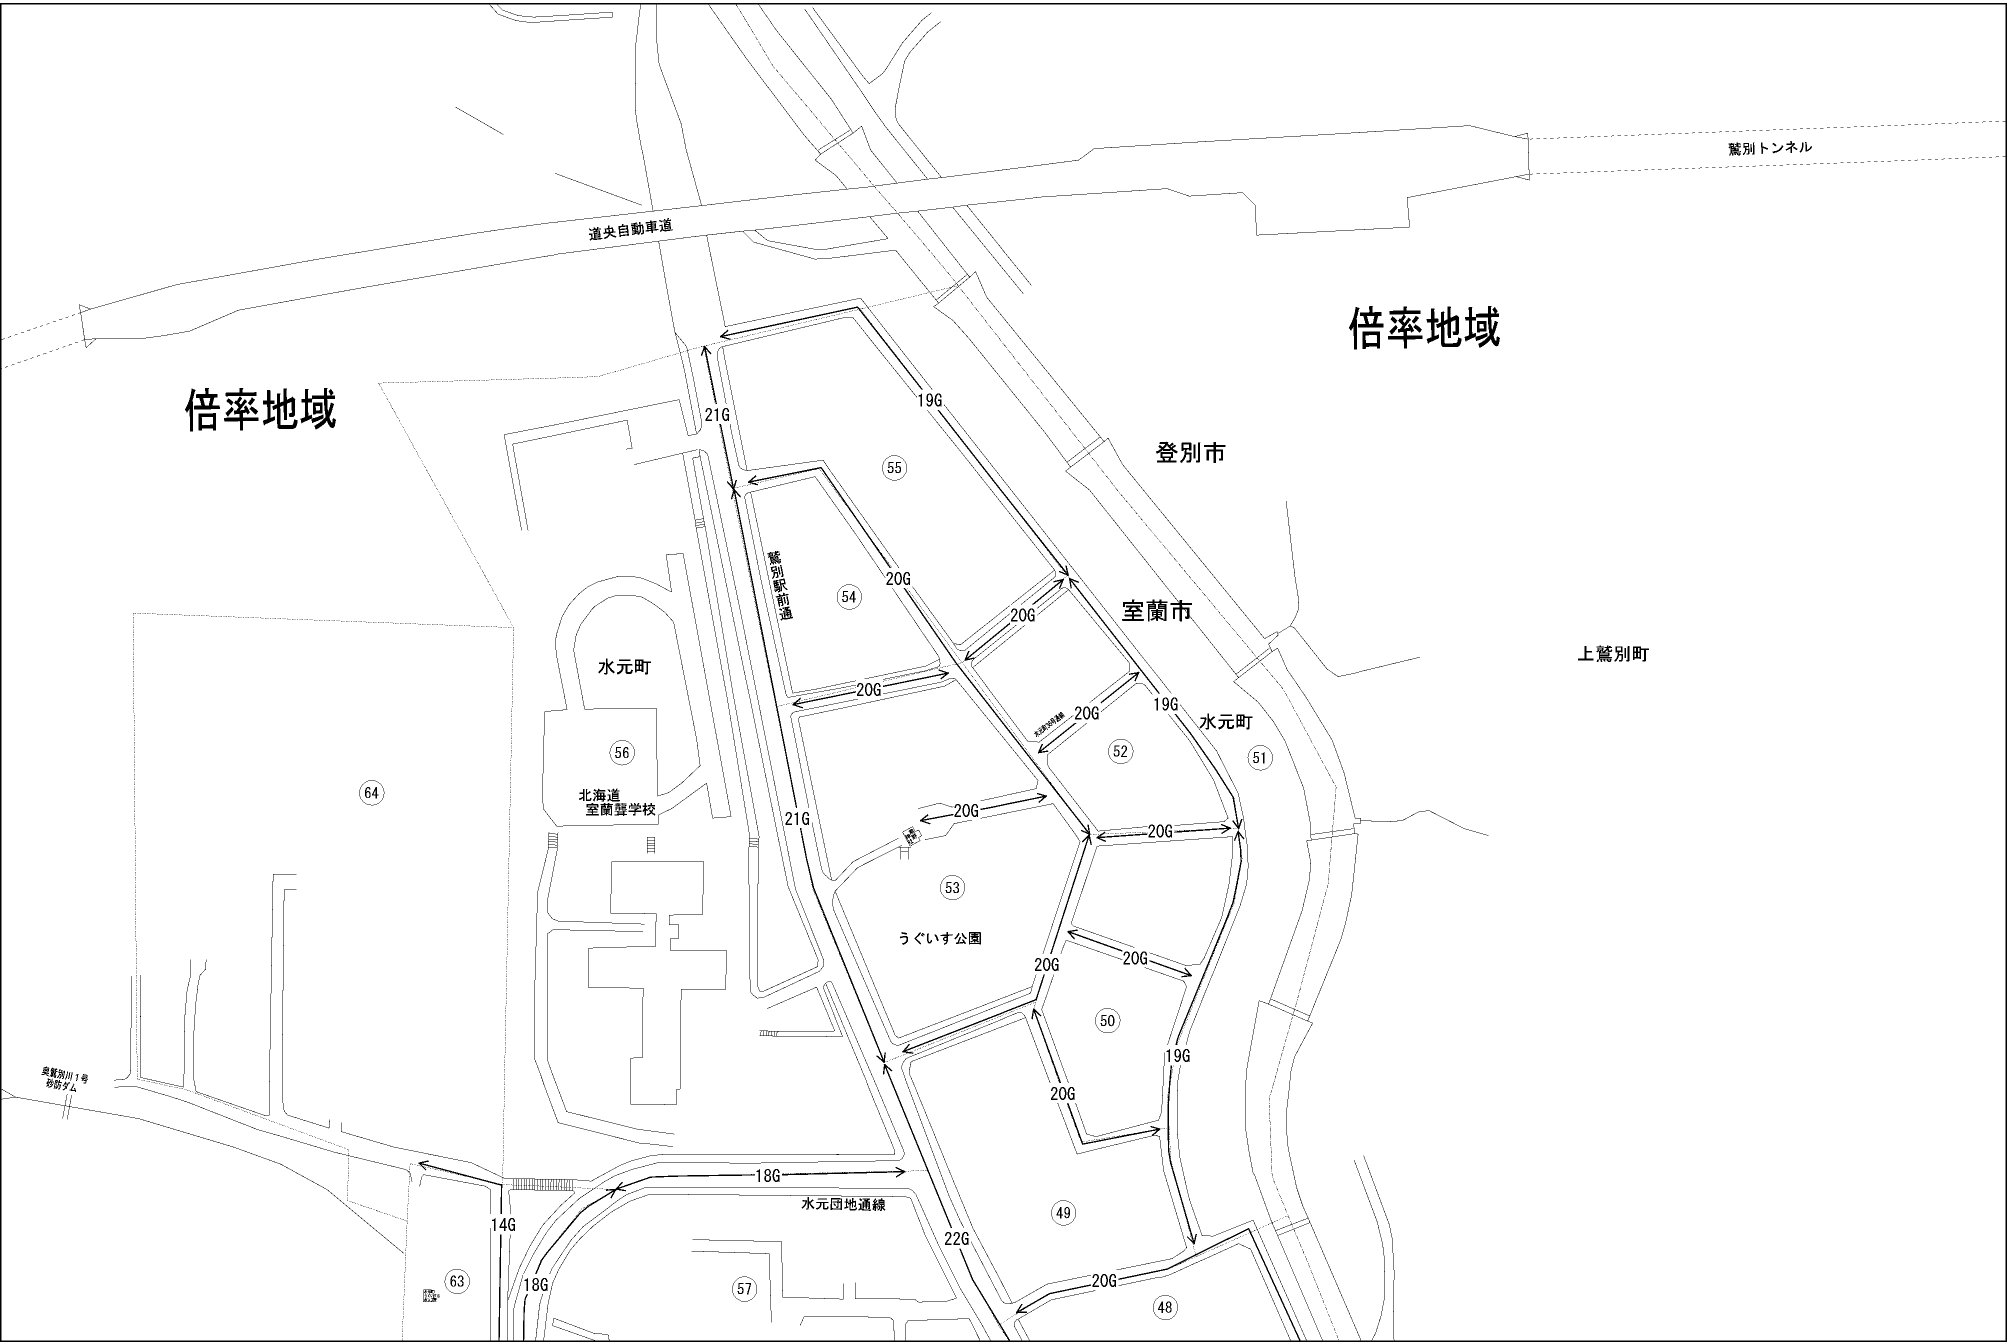 鷲別トンネル
道央自動車道
倍率地域
倍率地域
19G
21G
登別市
55
20G
鷲別駅前通
54
20G
室蘭市
水元町
上鷲別町
20G
19G
20G
水元町
56
52
51
64
北海道
室蘭聾学校
21G
20G
20G
53
うぐいす公園
20G
20G
50
19G
奥鷲別川1号
砂防ダム
20G
18G
水元団地通線
49
14G
22G
63
18G
57
20G
48